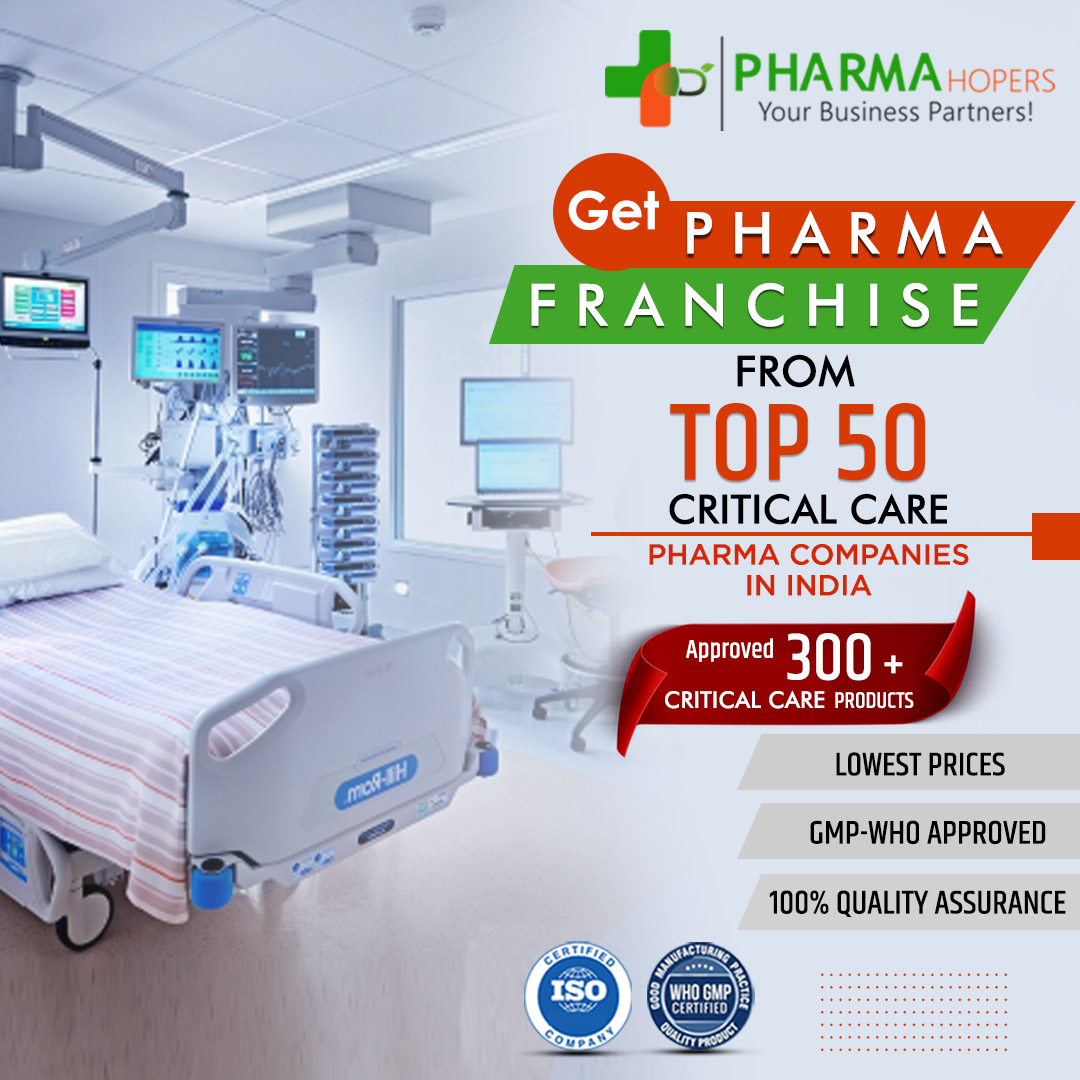 PHARMA HOPERS
Your Business Partners!
Get
PHARMA
FRANCHISE
FROM
TOP 50
CRITICAL CARE
PHARMA COMPANIES
IN INDIA
Approved 300 +
CRITICAL CARE PRODUCTS
LOWEST PRICES
GMP-WHO APPROVED
100% QUALITY ASSURANCE
Hill-Rom
CERTIFIED
ISO
COMPANY
GOOD MANUFACTURING PRACTICE
WHO GMP
CERTIFIED
QUALITY PRODUCT